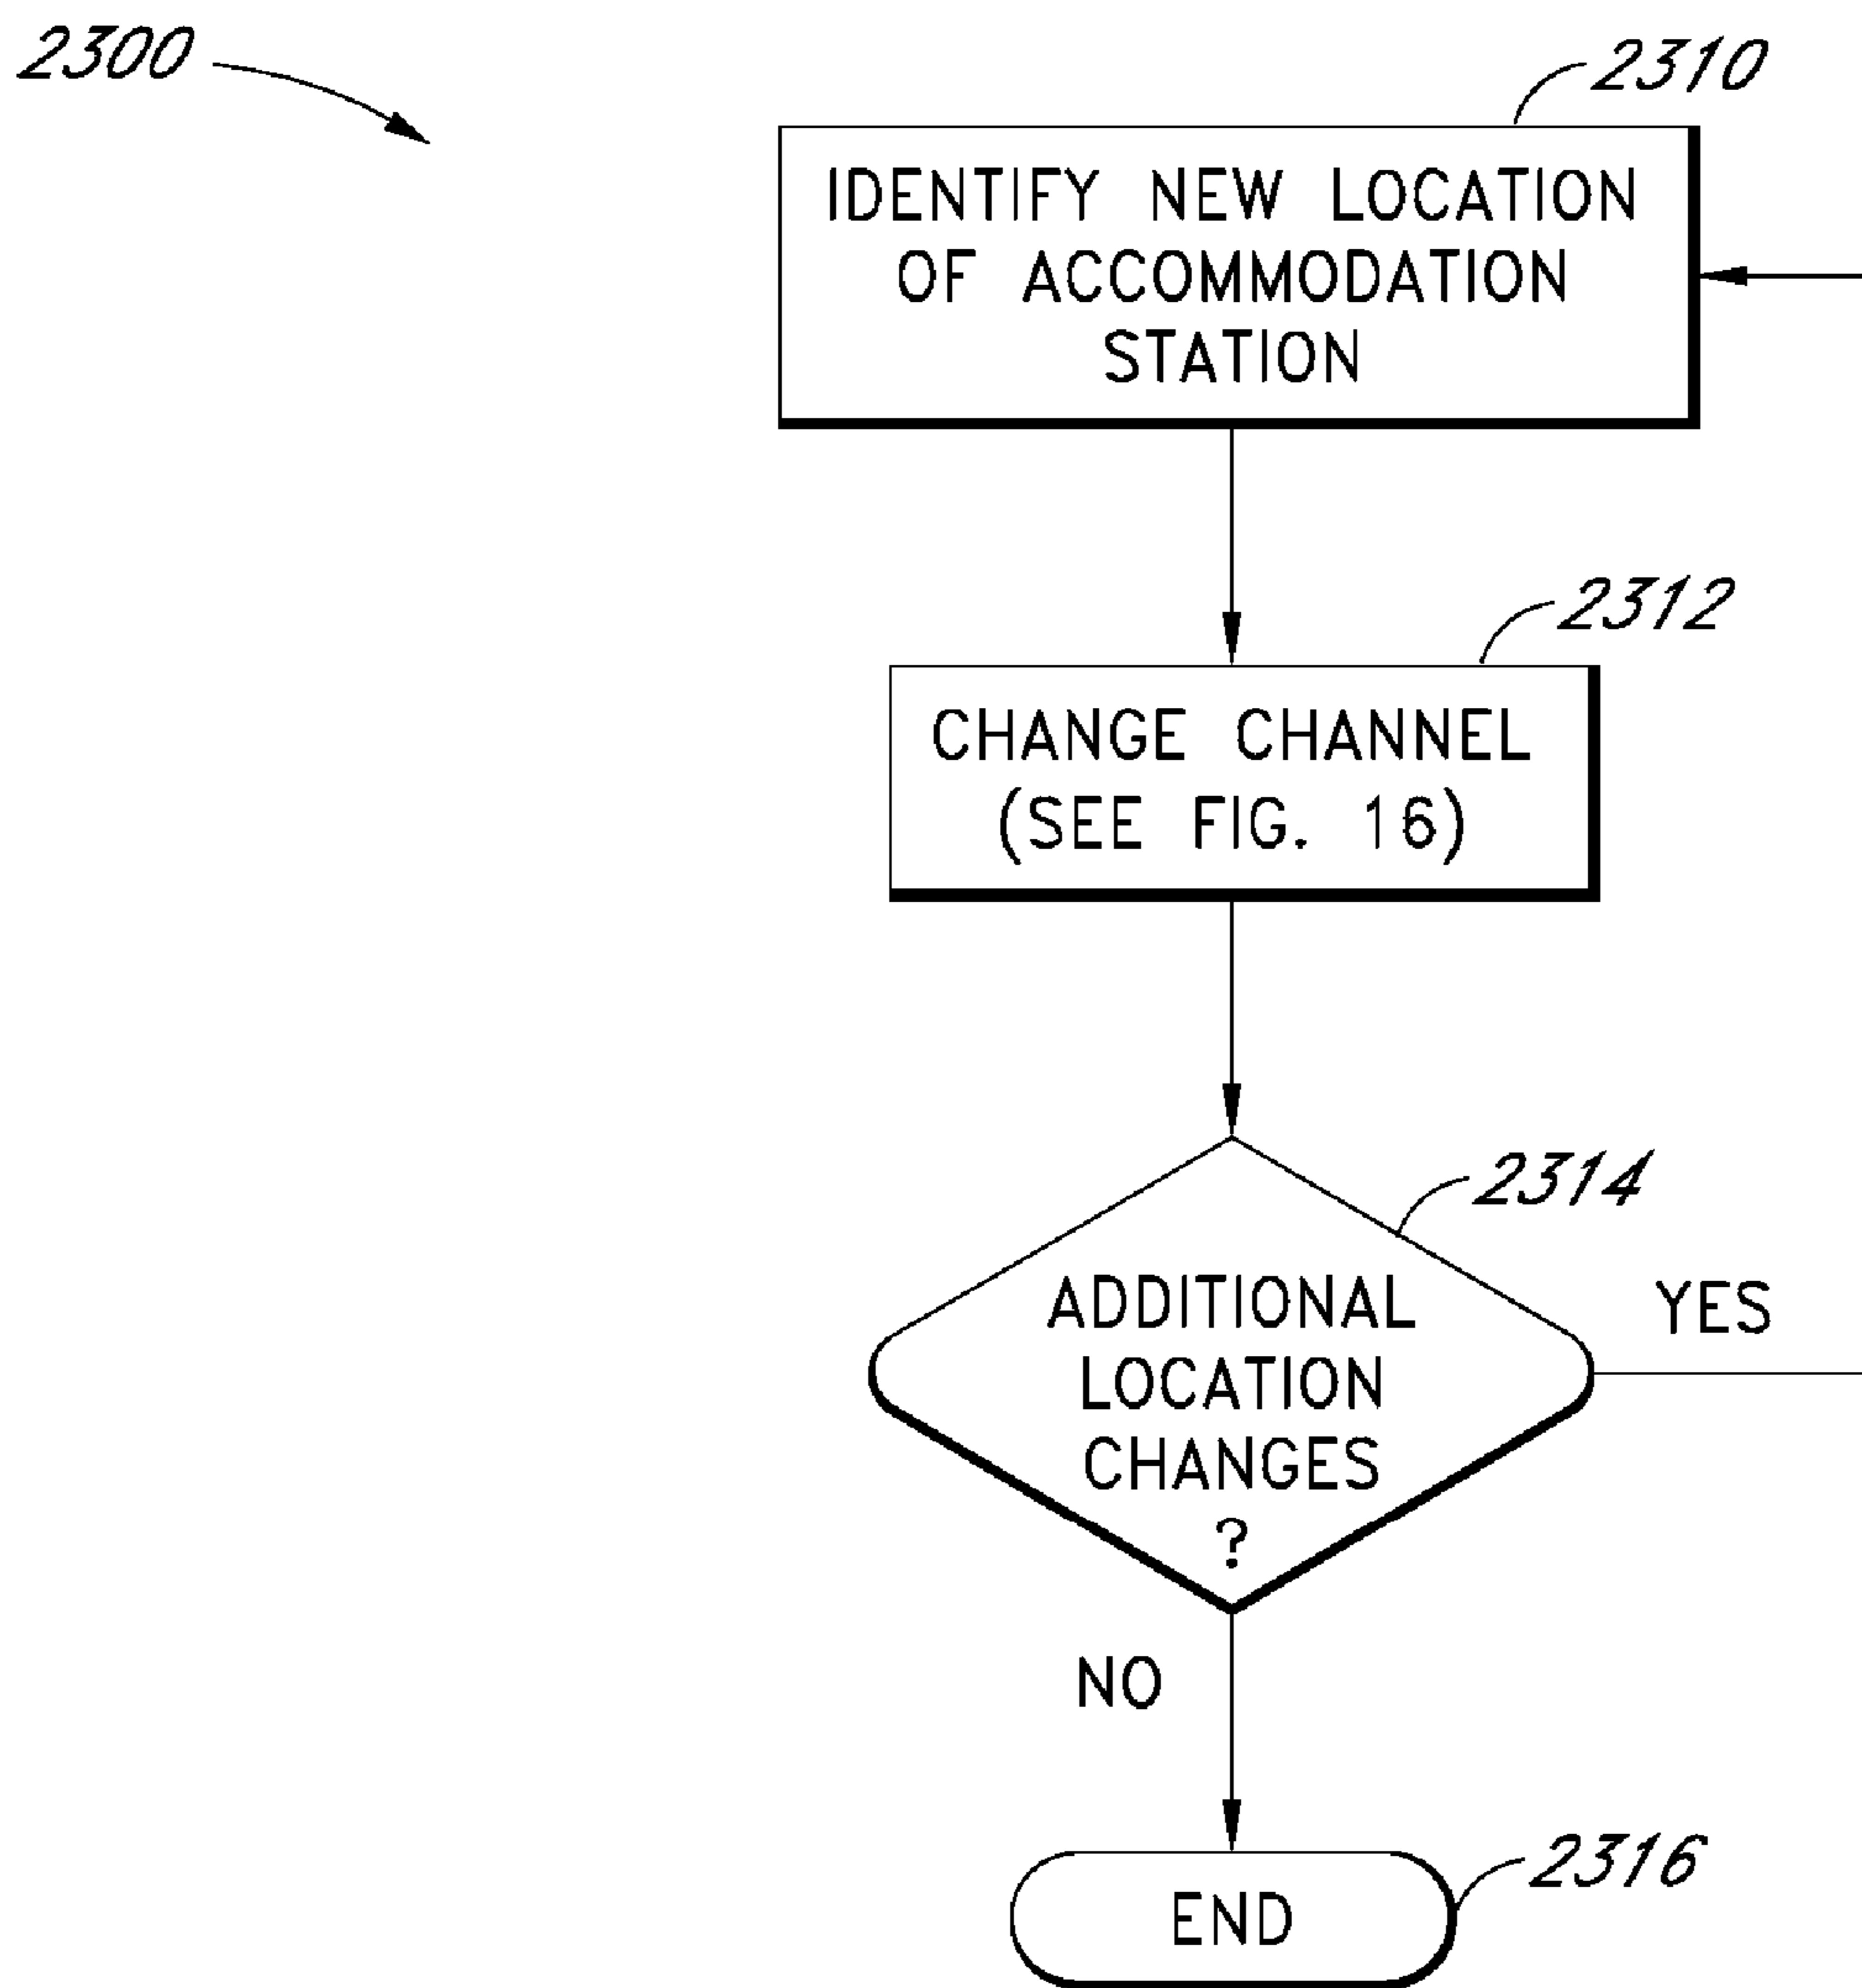 2300
2310
IDENTIFY NEW LOCATION
OF ACCOMMODATION
STATION
2312
CHANGE CHANNEL
(SEE FIG. 16)
2314
ADDITIONAL
LOCATION
CHANGES
?
YES
NO
2316
END